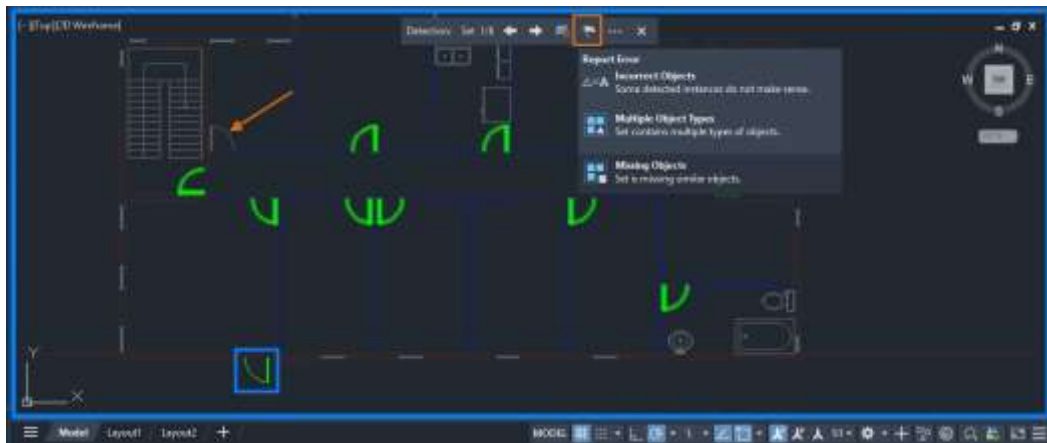 [-][Top][2D Wireframe]
Detection: Set 1/8
Report Error
Incorrect Objects
Some detected instances do not make sense.
Multiple Object Types
Set contains multiple types of objects.
Missing Objects
Set is missing similar objects.
N
W
E
S
Y
X
Model Layout1 Layout2 +
MODEL
1:1